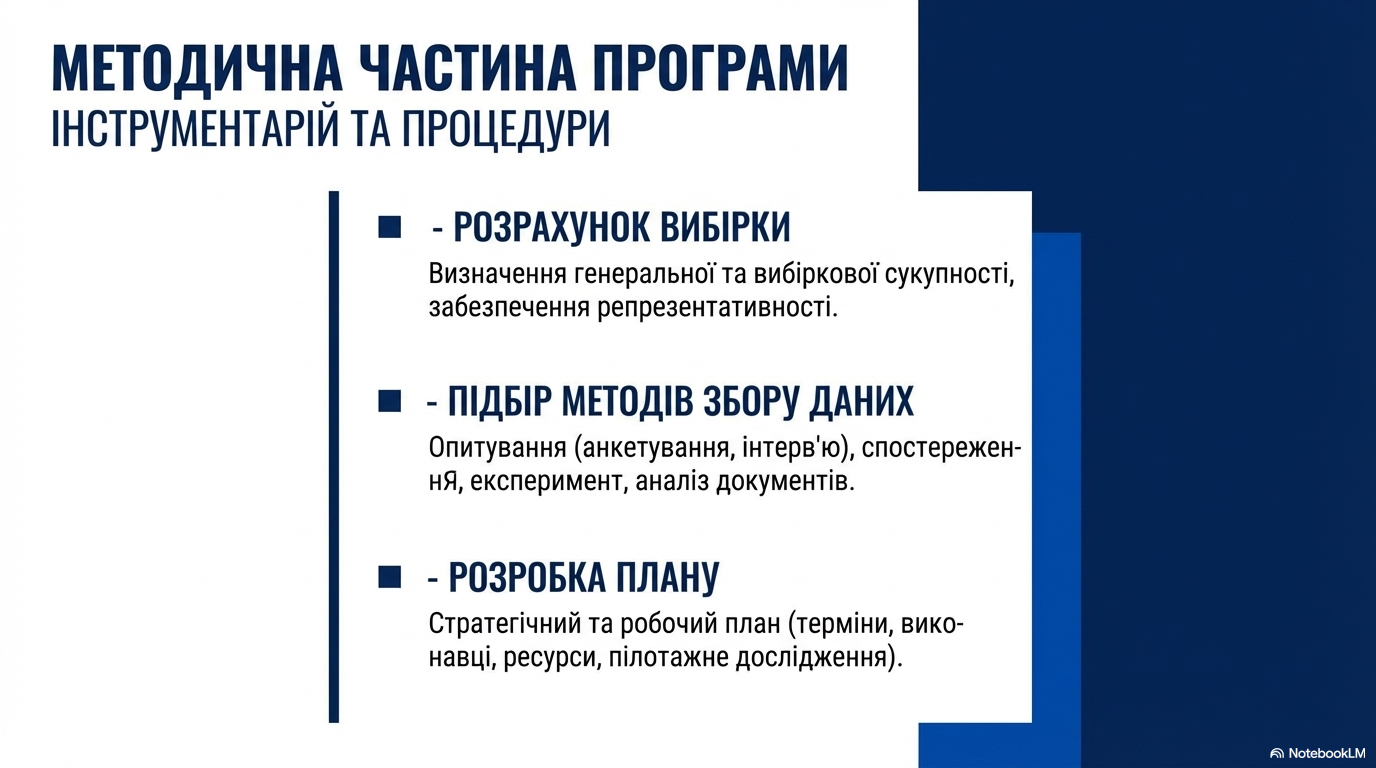 МЕТОДИЧНА ЧАСТИНА ПРОГРАМИ
ІНСТРУМЕНТАРІЙ ТА ПРОЦЕДУРИ
- РОЗРАХУНОК ВИБІРКИ
Визначення генеральної та вибіркової сукупності,
забезпечення репрезентативності.
- ПІДБІР МЕТОДІВ ЗБОРУ ДАНИХ
Опитування (анкетування, інтерв'ю), спостережен-
нЯ, експеримент, аналіз документів.
- РОЗРОБКА ПЛАНУ
Стратегічний та робочий план (терміни, вико-
навці, ресурси, пілотажне дослідження).
NotebookLM